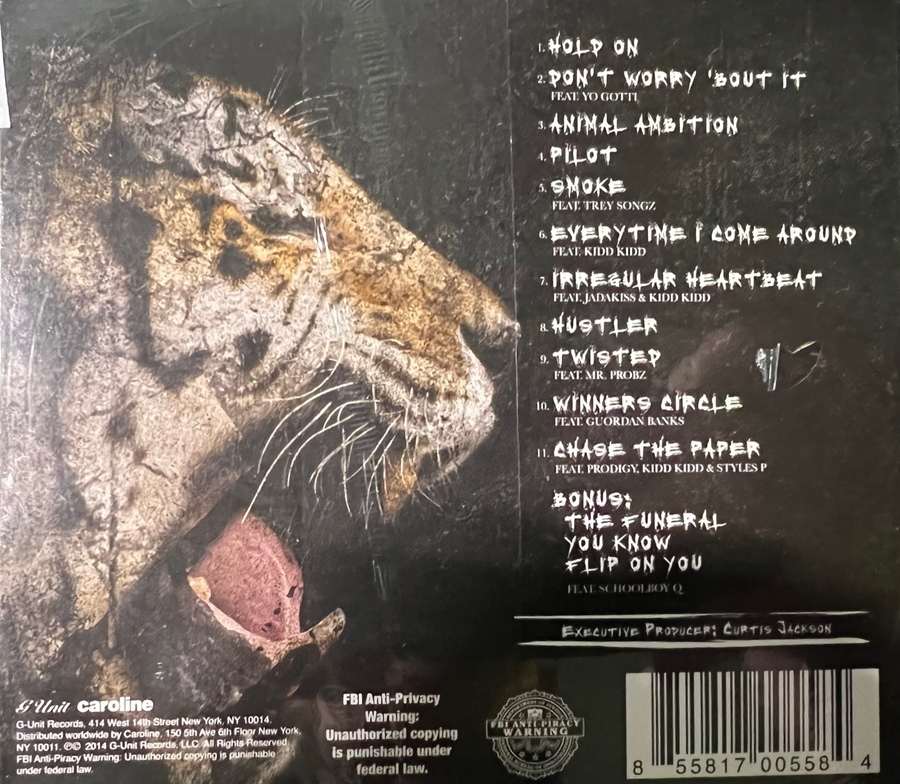 1. HOLD ON
2. DON'T WORRY 'BOUT IT
FEAT. YO GOTTI
3. ANIMAL AMBITION
4. PILOT
5. SMOKE
FEAT. TREY SONGZ
6. EVERYTIME I COME AROUND
FEAT. KIDD KIDD
7. IRREGULAR HEARTBEAT
FEAT. JADAKISS & KIDD KIDD
8. HUSTLER
9. TWISTED
FEAT. MR. PROBZ
10. WINNERS CIRCLE
FEAT. GUORDAN BANKS
11. CHASE THE PAPER
FEAT. PRODIGY, KIDD KIDD & STYLES P
BONUS:
THE FUNERAL
YOU KNOW
FLIP ON YOU
FEAT. SCHOOLBOY Q
EXECUTIVE PRODUCER: CURTIS JACKSON
G Unit caroline
G-Unit Records, 414 West 14th Street New York, NY 10014.
Distributed worldwide by Caroline, 150 5th Ave 6th Floor New York,
NY 10011. ℗© 2014 G-Unit Records, LLC. All Rights Reserved.
FBI Anti-Piracy Warning: Unauthorized copying is punishable
under federal law.
FBI Anti-Privacy
Warning:
Unauthorized copying
is punishable under
federal law.
FBI ANTI-PIRACY
WARNING
8 55817 00558 4